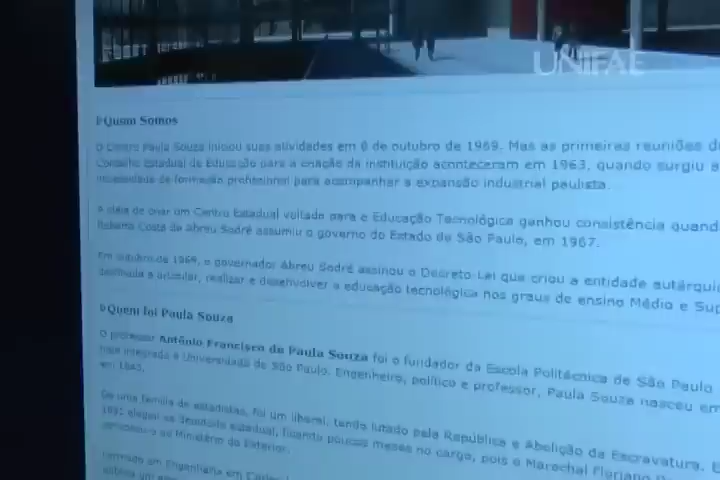 UNIFAE
Quem Somos
O Centro Paula Souza iniciou suas atividades em 6 de outubro de 1969. Mas as primeiras reuniões d
Conselho Estadual de Educação para a criação da instituição aconteceram em 1963, quando surgiu a
necessidade de formação profissional para acompanhar a expansão industrial paulista.
A ideia de criar um Centro Estadual voltado para a Educação Tecnológica ganhou consistência quand
Roberto Costa de Abreu Sodré assumiu o governo do Estado de São Paulo, em 1967.
Em outubro de 1969, o governador Abreu Sodré assinou o Decreto-Lei que criou a entidade autárqui
destinada a articular, realizar e desenvolver a educação tecnológica nos graus de ensino Médio e Sup
Quem foi Paula Souza
O professor Antônio Francisco de Paula Souza foi o fundador da Escola Politécnica de São Paulo
hoje integrada à Universidade de São Paulo. Engenheiro, político e professor, Paula Souza nasceu em
em 1843.
De uma família de estadistas, foi um liberal, tendo lutado pela República e Abolição da Escravatura. E
1892 elegeu-se deputado estadual, ficando poucos meses no cargo, pois o Marechal Floriano P
convocou-o ao Ministério do Exterior.
Formado em Engenharia em